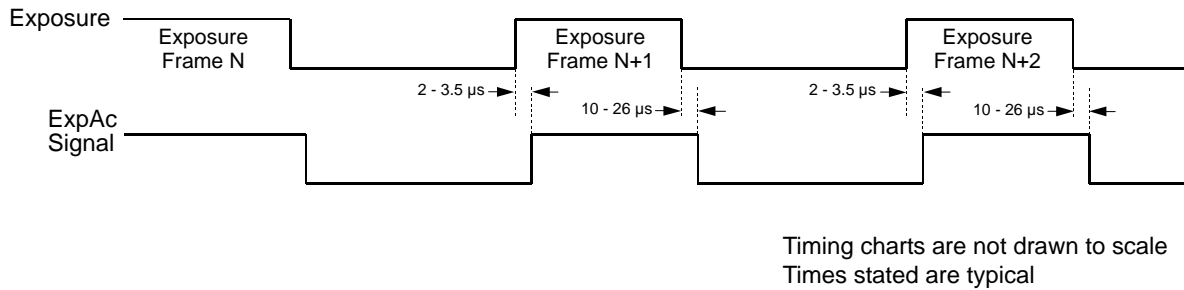 Exposure
Exposure
Frame N
Exposure
Frame N+1
Exposure
Frame N+2
2 - 3.5 µs
10 - 26 µs
2 - 3.5 µs
10 - 26 µs
ExpAc
Signal
Timing charts are not drawn to scale
Times stated are typical